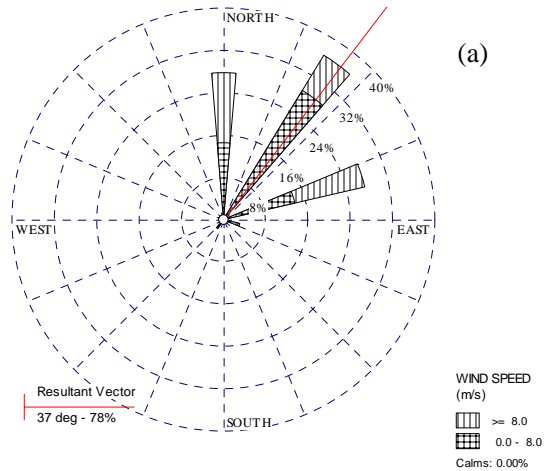 NORTH
(a)
40%
32%
24%
16%
8%
WEST
EAST
SOUTH
Resultant Vector
37 deg - 78%
WIND SPEED
(m/s)
>= 8.0
0.0 - 8.0
Calms: 0.00%